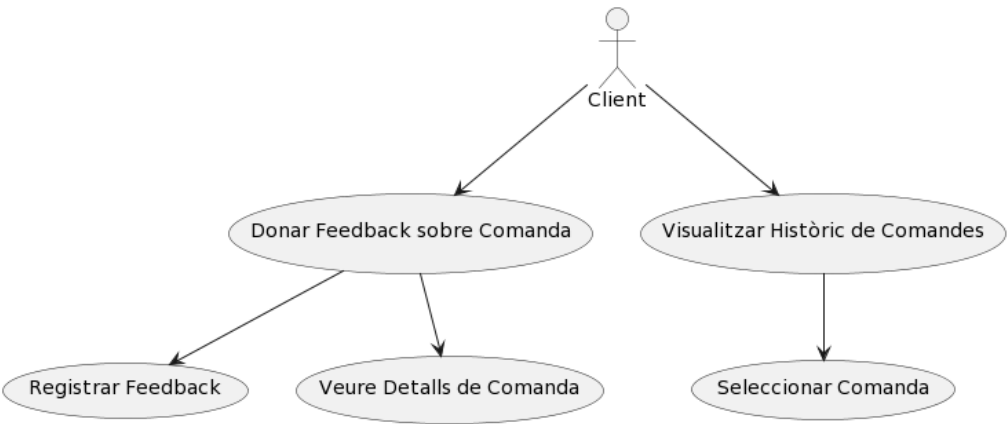 Client
Donar Feedback sobre Comanda
Visualitzar Històric de Comandes
Registrar Feedback
Veure Detalls de Comanda
Seleccionar Comanda